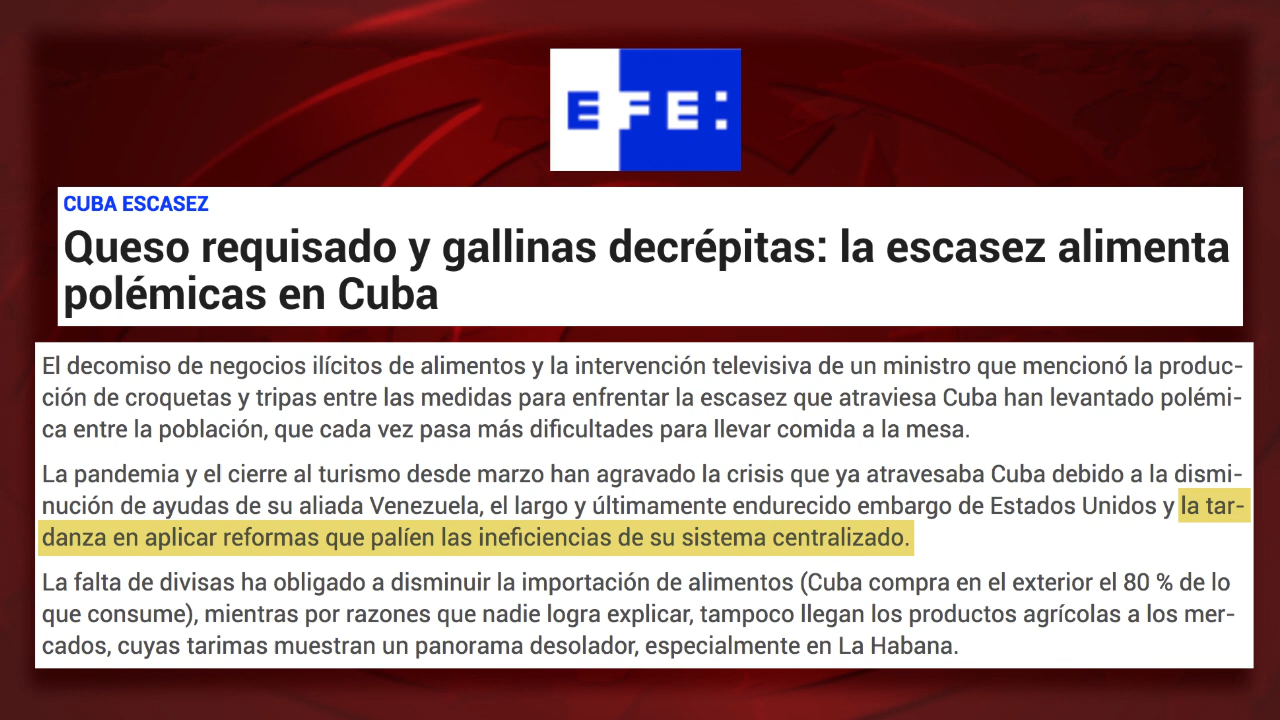 EFE:
CUBA ESCASEZ
Queso requisado y gallinas decrépitas: la escasez alimenta
polémicas en Cuba
El decomiso de negocios ilícitos de alimentos y la intervención televisiva de un ministro que mencionó la produc-
ción de croquetas y tripas entre las medidas para enfrentar la escasez que atraviesa Cuba han levantado polémi-
ca entre la población, que cada vez pasa más dificultades para llevar comida a la mesa.
La pandemia y el cierre al turismo desde marzo han agravado la crisis que ya atravesaba Cuba debido a la dismi-
nución de ayudas de su aliada Venezuela, el largo y últimamente endurecido embargo de Estados Unidos y la tar-
danza en aplicar reformas que palíen las ineficiencias de su sistema centralizado.
La falta de divisas ha obligado a disminuir la importación de alimentos (Cuba compra en el exterior el 80 % de lo
que consume), mientras por razones que nadie logra explicar, tampoco llegan los productos agrícolas a los mer-
cados, cuyas tarimas muestran un panorama desolador, especialmente en La Habana.